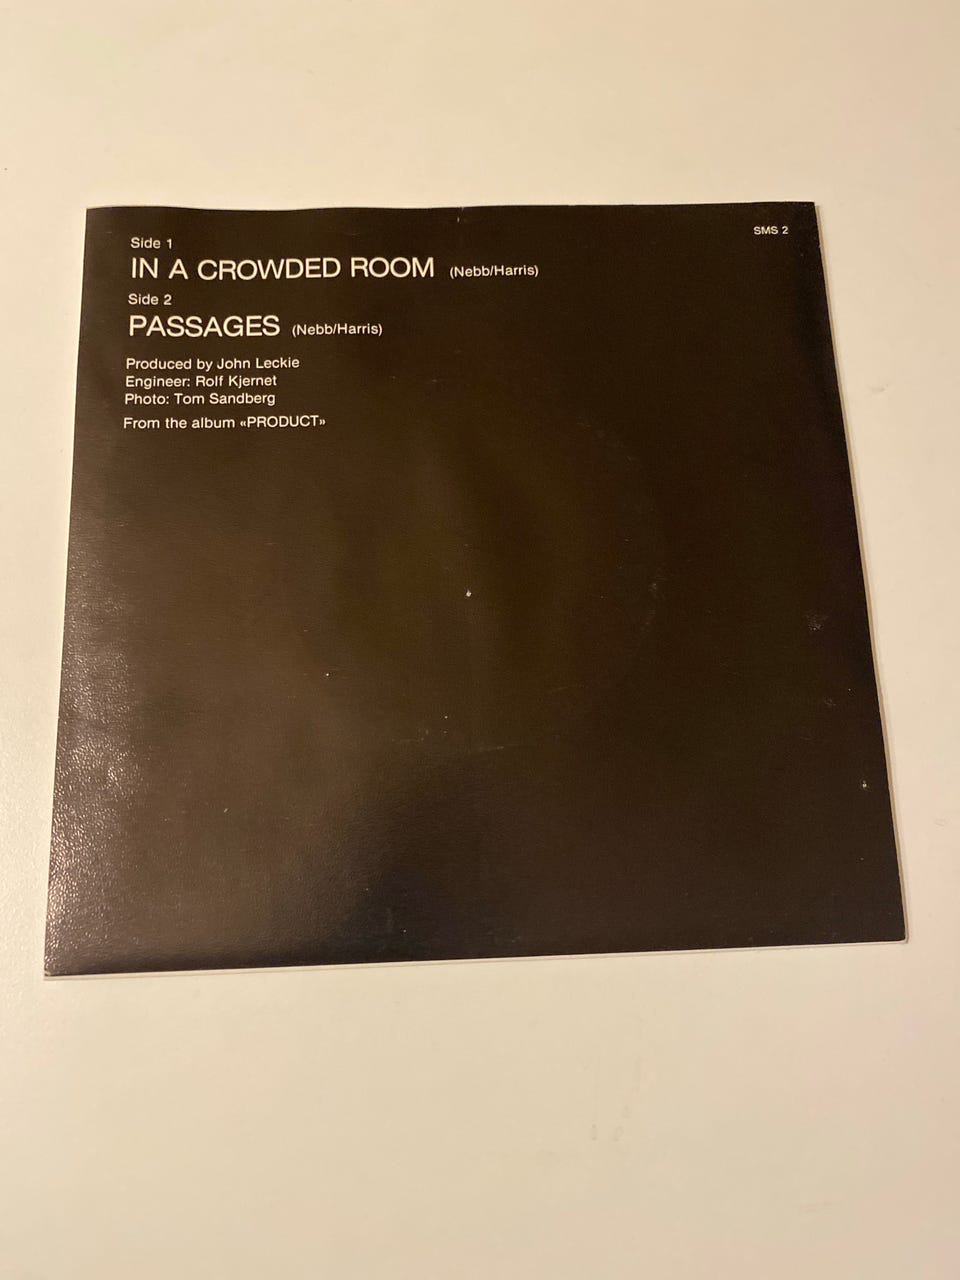 SMS 2
Side 1
IN A CROWDED ROOM (Nebb/Harris)
Side 2
PASSAGES (Nebb/Harris)
Produced by John Leckie
Engineer: Rolf Kjernet
Photo: Tom Sandberg
From the album «PRODUCT»